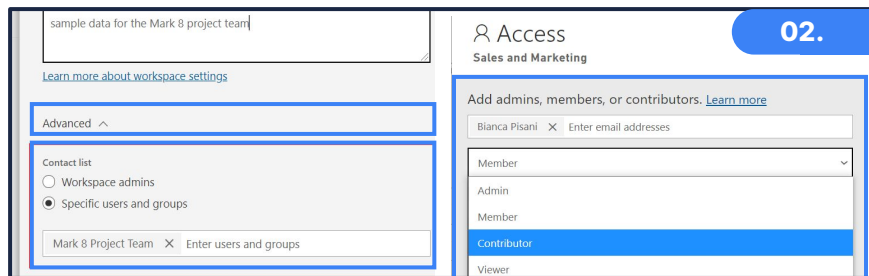 sample data for the Mark 8 project team
Learn more about workspace settings
Advanced
Contact list
Workspace admins
Specific users and groups
Mark 8 Project Team X Enter users and groups
Access
02.
Sales and Marketing
Add admins, members, or contributors. Learn more
Bianca Pisani X Enter email addresses
Member
Admin
Member
Contributor
Viewer